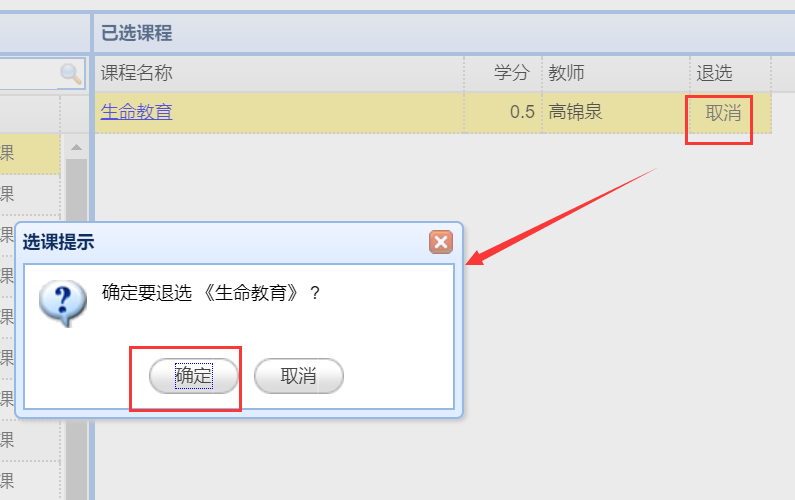 已选课程
课程名称 学分 教师 退选
生命教育 0.5 高锦泉 取消
课
课
课
选课提示
课
确定要退选 《生命教育》 ？
课
课
确定 取消
课
课
课